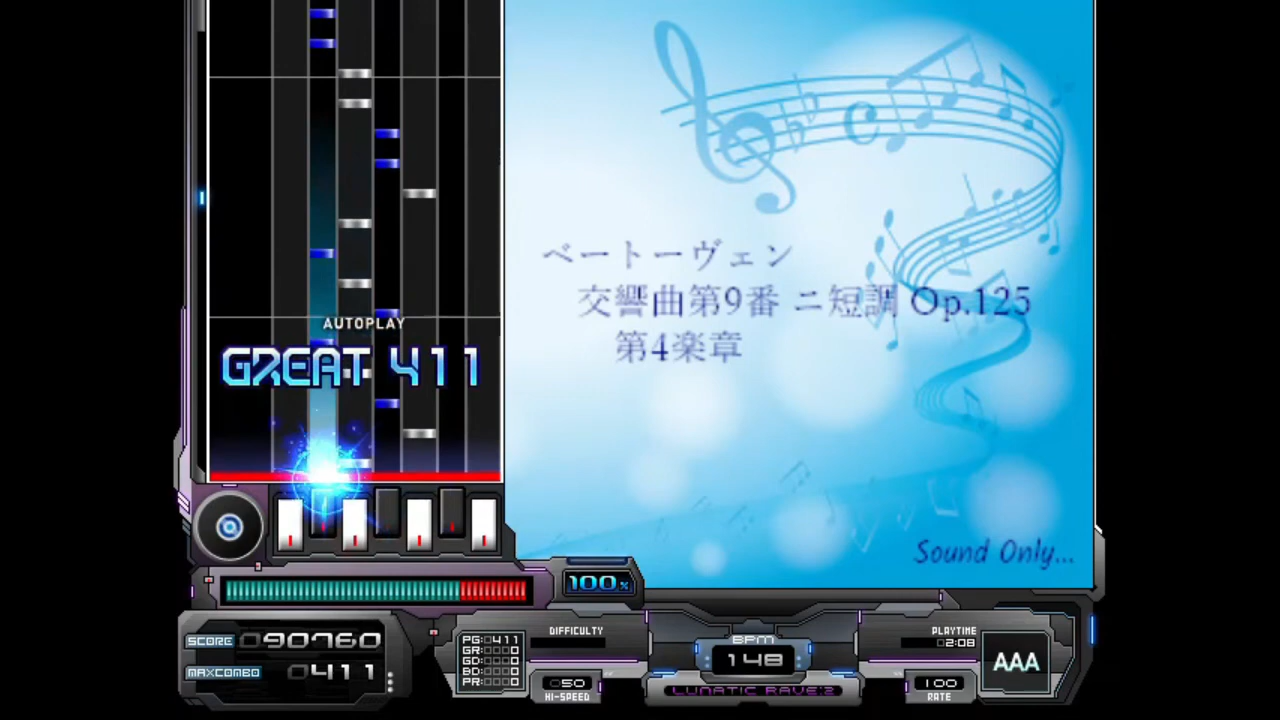 ベートーヴェン
交響曲第9番 ニ短調 Op.125
第4楽章
AUTOPLAY
GREAT 411
Sound Only...
100%
SCORE 090760
MAXCOMBO 0411
PG:0411
GR:0000
GD:0000
BD:0000
PR:0000
DIFFICULTY
050
HI-SPEED
BPM
148
LUNATIC RAVE:2
PLAYTIME
02:08
100
RATE
AAA